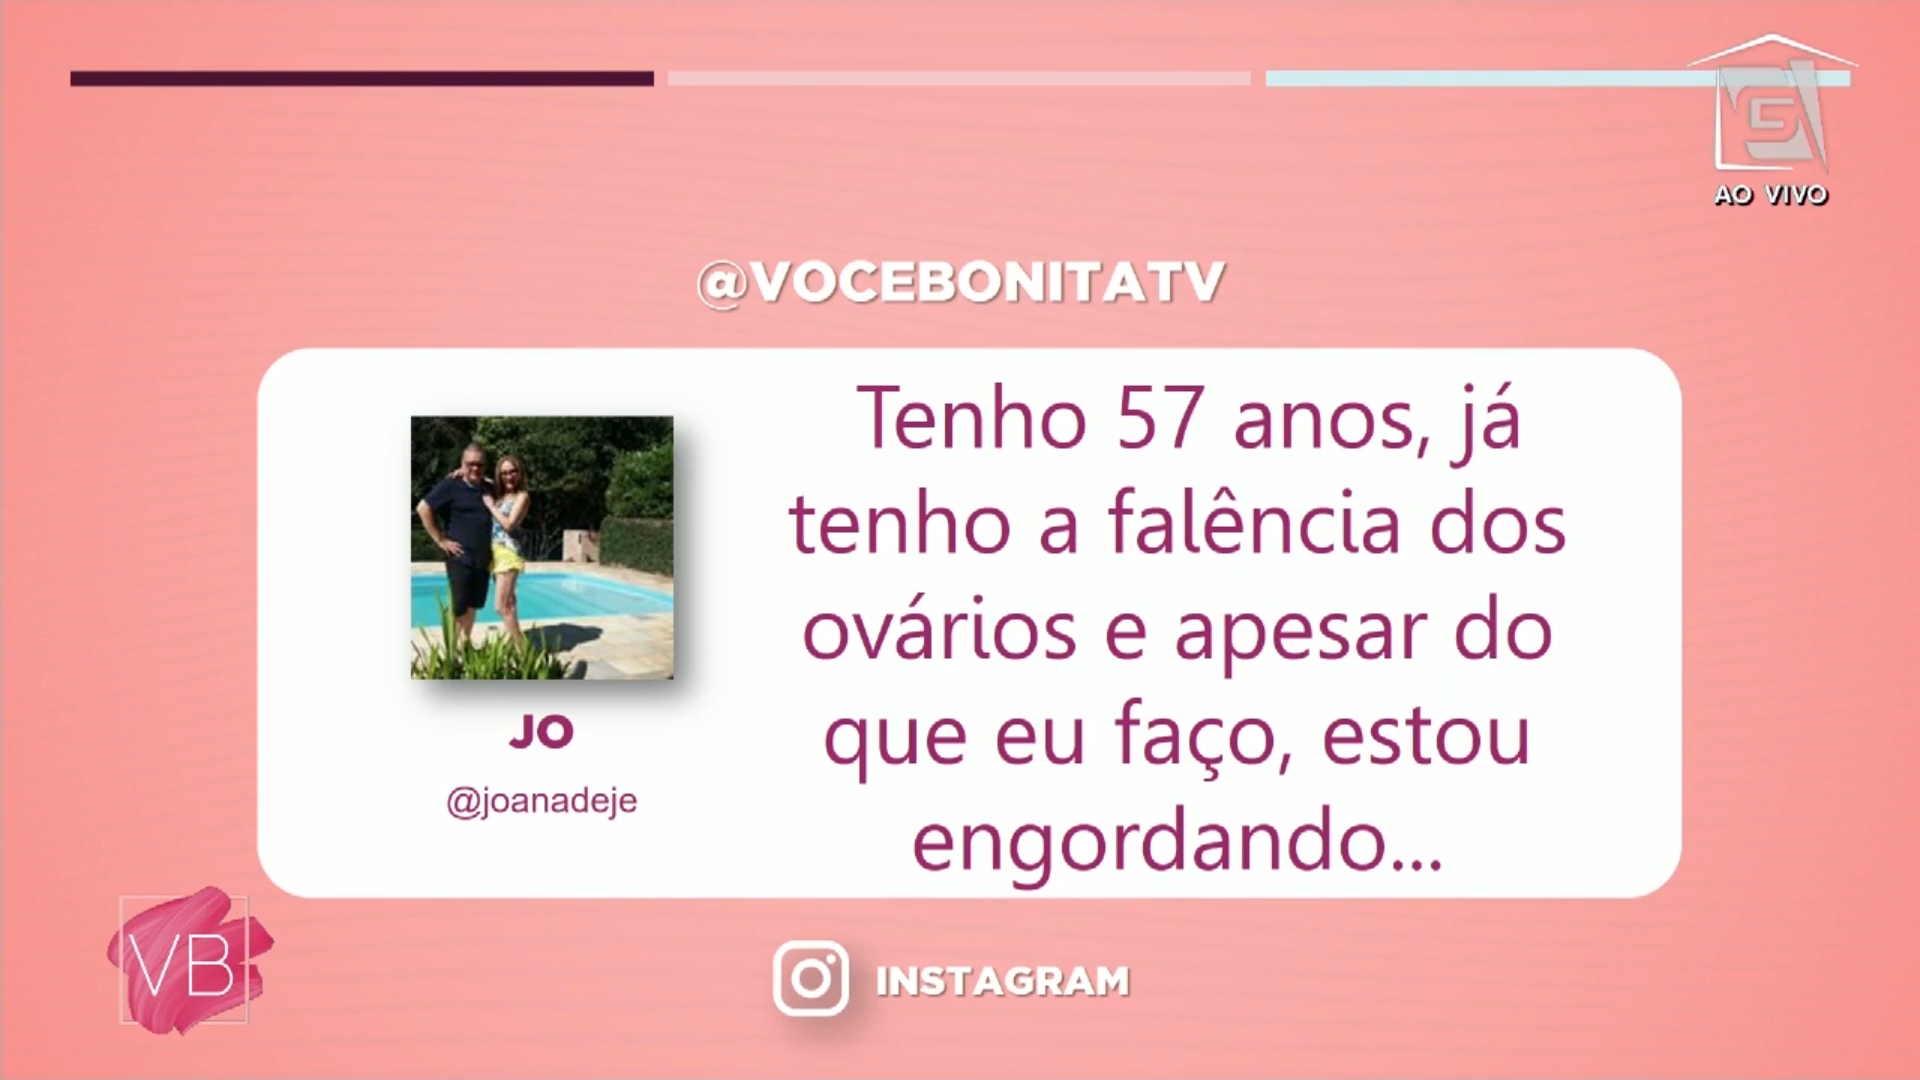 AO VIVO
@VOCEBONITATV
Tenho 57 anos, já
tenho a falência dos
ovários e apesar do
que eu faço, estou
engordando...
JO
@joanadeje
VB
INSTAGRAM